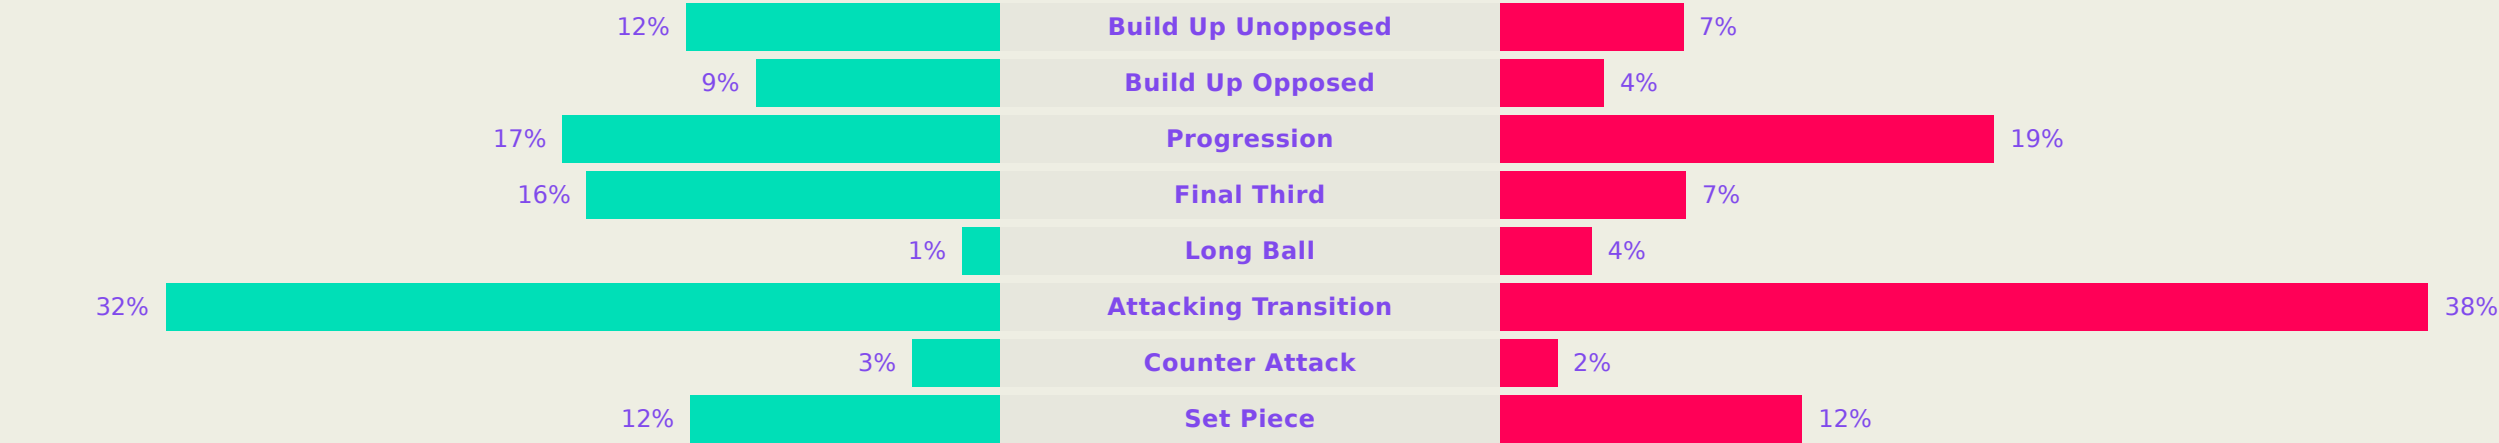 12% Build Up Unopposed 7%
9% Build Up Opposed 4%
17% Progression 19%
16% Final Third 7%
1% Long Ball 4%
32% Attacking Transition 38%
3% Counter Attack 2%
12% Set Piece 12%